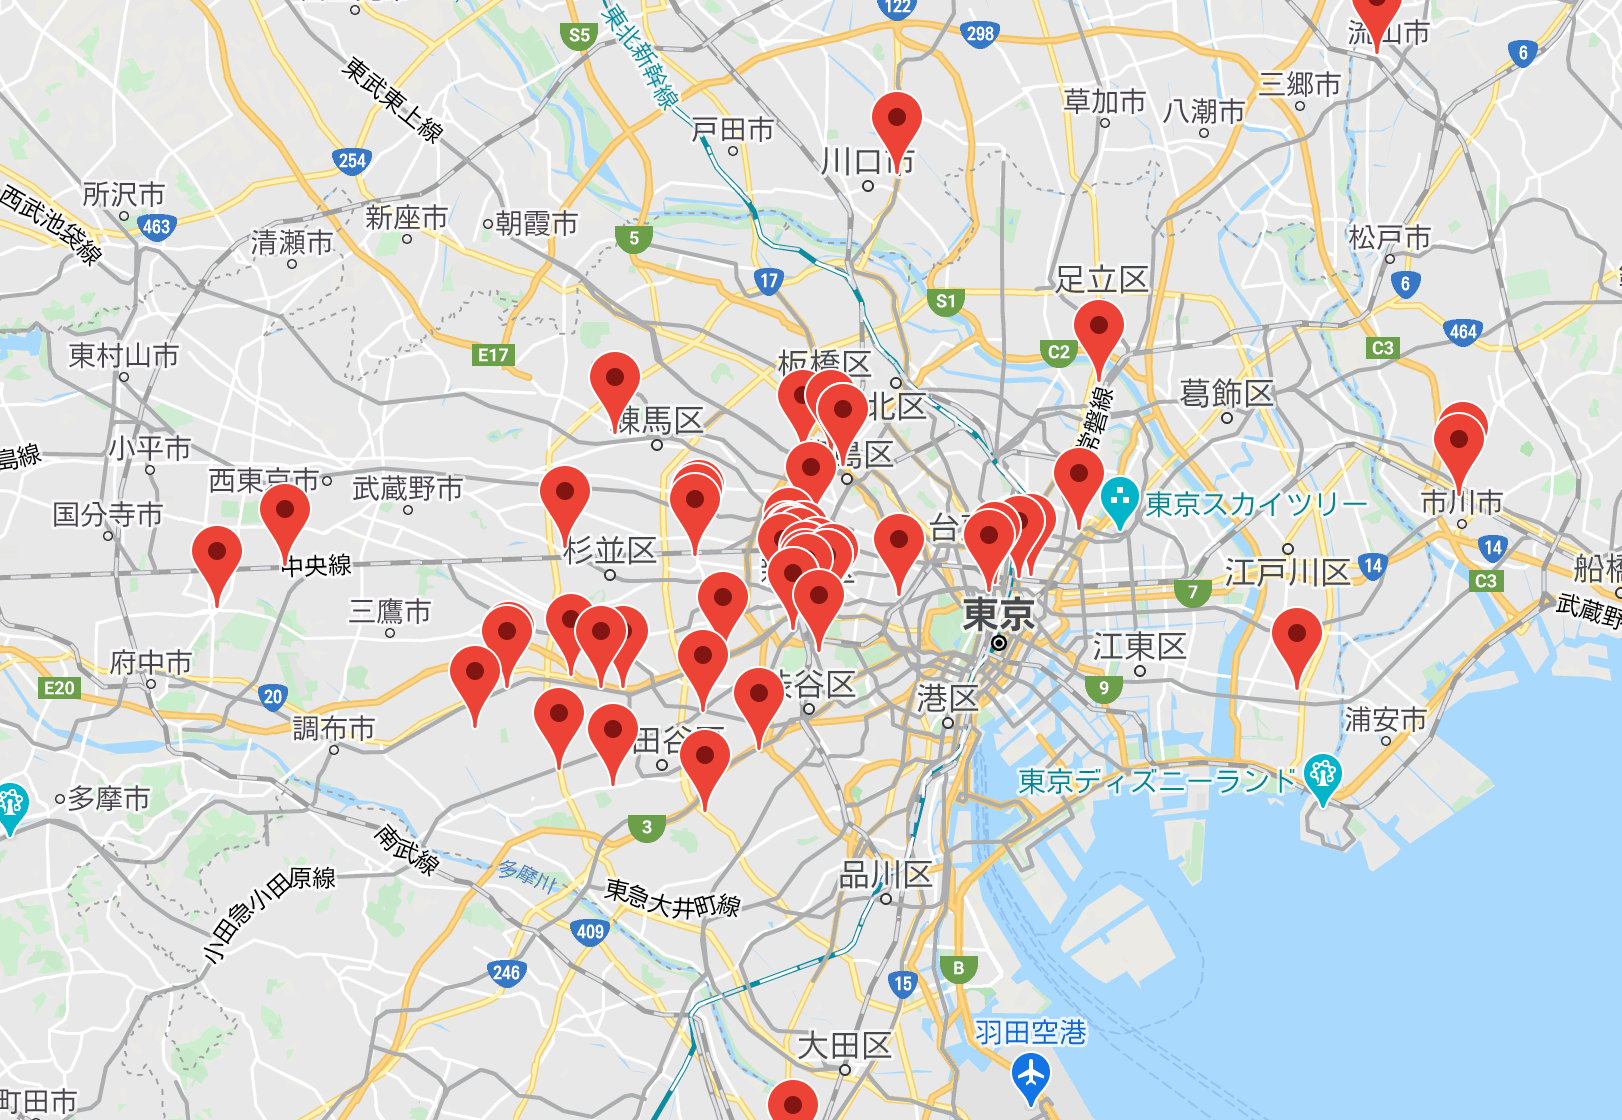 122
S5
298
流山市
6
東北新幹線
東武東上線
三郷市
草加市
八潮市
戸田市
254
川口市
所沢市
西武池袋線
463
新座市
朝霞市
清瀬市
5
松戸市
17
足立区
6
S1
464
東村山市
E17
板橋区
C2
C3
葛飾区
北区
練馬区
常磐線
小平市
島線
島区
西東京市
武蔵野市
国分寺市
東京スカイツリー
市川市
台
杉並区
14
14
中央線
江戸川区
船橋
C3
7
三鷹市
東京
武蔵野
江東区
府中市
渋谷区
E20
20
港区
9
調布市
浦安市
田谷区
東京ディズニーランド
多摩市
3
南武線
多摩川
品川区
小田急小田原線
東急大井町線
409
246
B
15
羽田空港
大田区
町田市